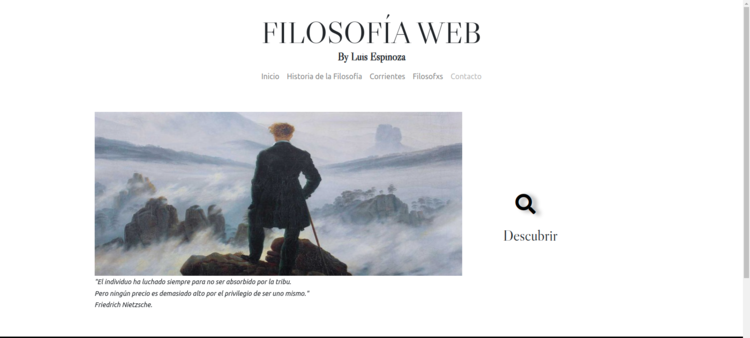 FILOSOFÍA WEB
By Luis Espinoza
Inicio Historia de la Filosofía Corrientes Filosofxs Contacto
Descubrir
"El individuo ha luchado siempre para no ser absorbido por la tribu.
Pero ningún precio es demasiado alto por el privilegio de ser uno mismo."
Friedrich Nietzsche.